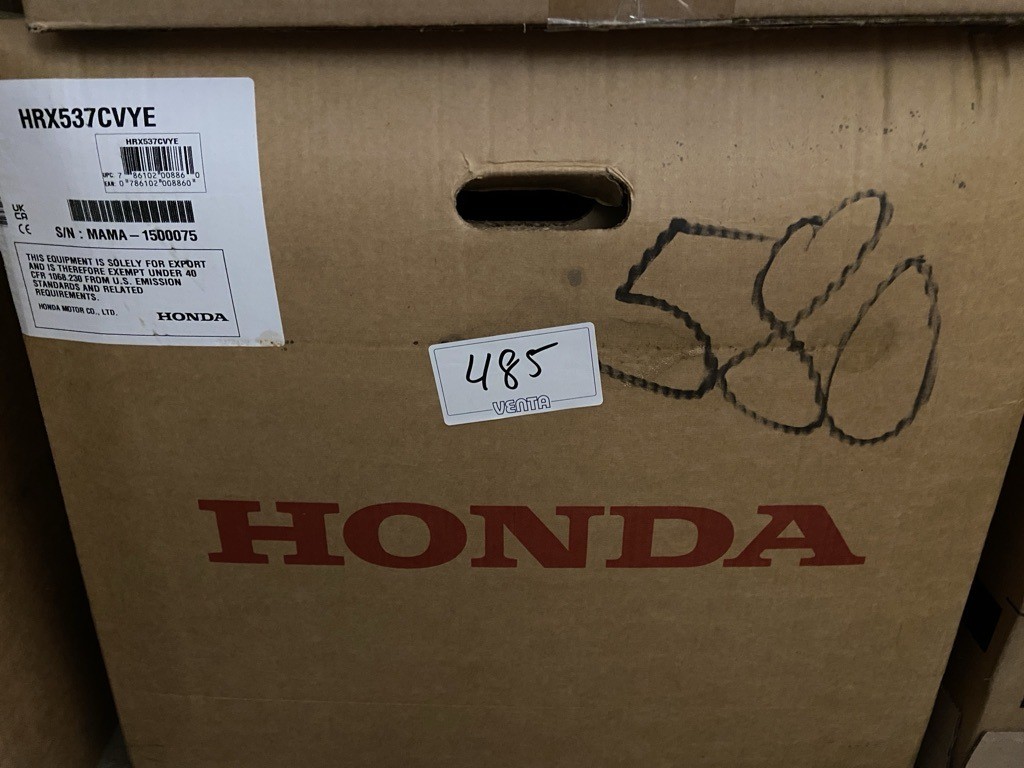 HRX537CVYE
HRX537CVYE
UPC 7 86102 00886 0
EAN 0 786102 008860
UK
CA
CE
S/N : MAMA-1500075
THIS EQUIPMENT IS SOLELY FOR EXPORT
AND IS THEREFORE EXEMPT UNDER 40
CFR 1068.230 FROM U.S. EMISSION
STANDARDS AND RELATED
REQUIREMENTS.
HONDA MOTOR CO., LTD.
HONDA
580
485
VENTA
HONDA